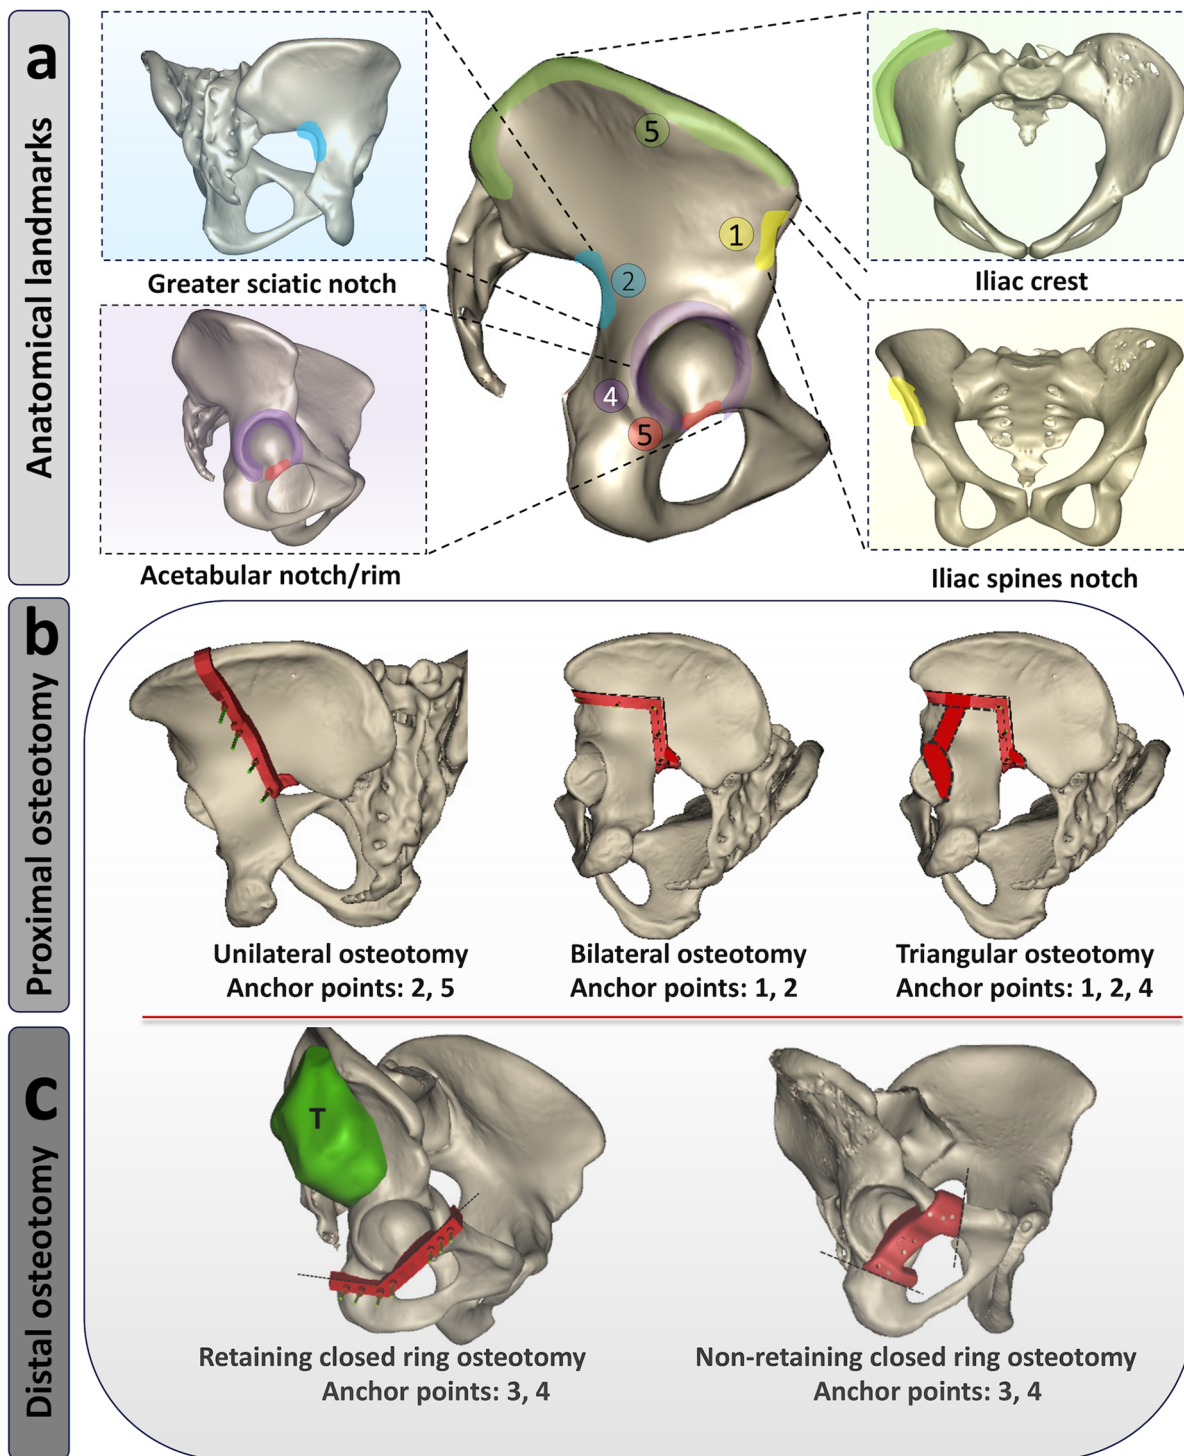 a
Anatomical landmarks
Greater sciatic notch
Acetabular notch/rim
5
1
2
4
5
Iliac crest
Iliac spines notch
b
Proximal osteotomy
Unilateral osteotomy
Anchor points: 2, 5
Bilateral osteotomy
Anchor points: 1, 2
Triangular osteotomy
Anchor points: 1, 2, 4
c
Distal osteotomy
T
Retaining closed ring osteotomy
Anchor points: 3, 4
Non-retaining closed ring osteotomy
Anchor points: 3, 4